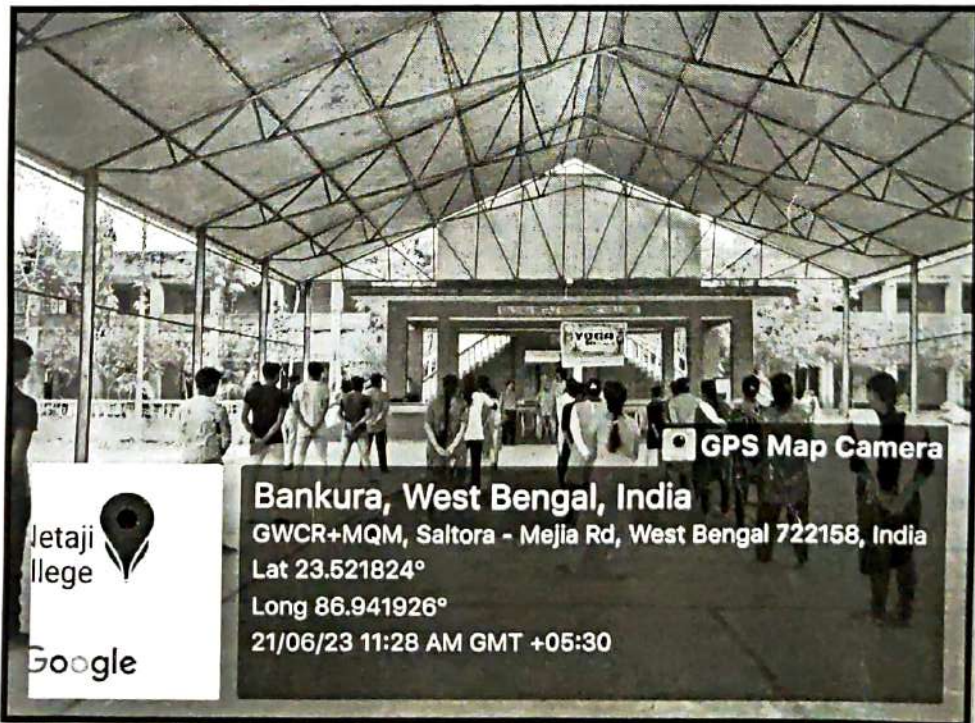 YOGA
GPS Map Camera
Bankura, West Bengal, India
GWCR+MQM, Saltora - Mejia Rd, West Bengal 722158, India
Lat 23.521824°
Long 86.941926°
21/06/23 11:28 AM GMT +05:30
letaji
llege
Google